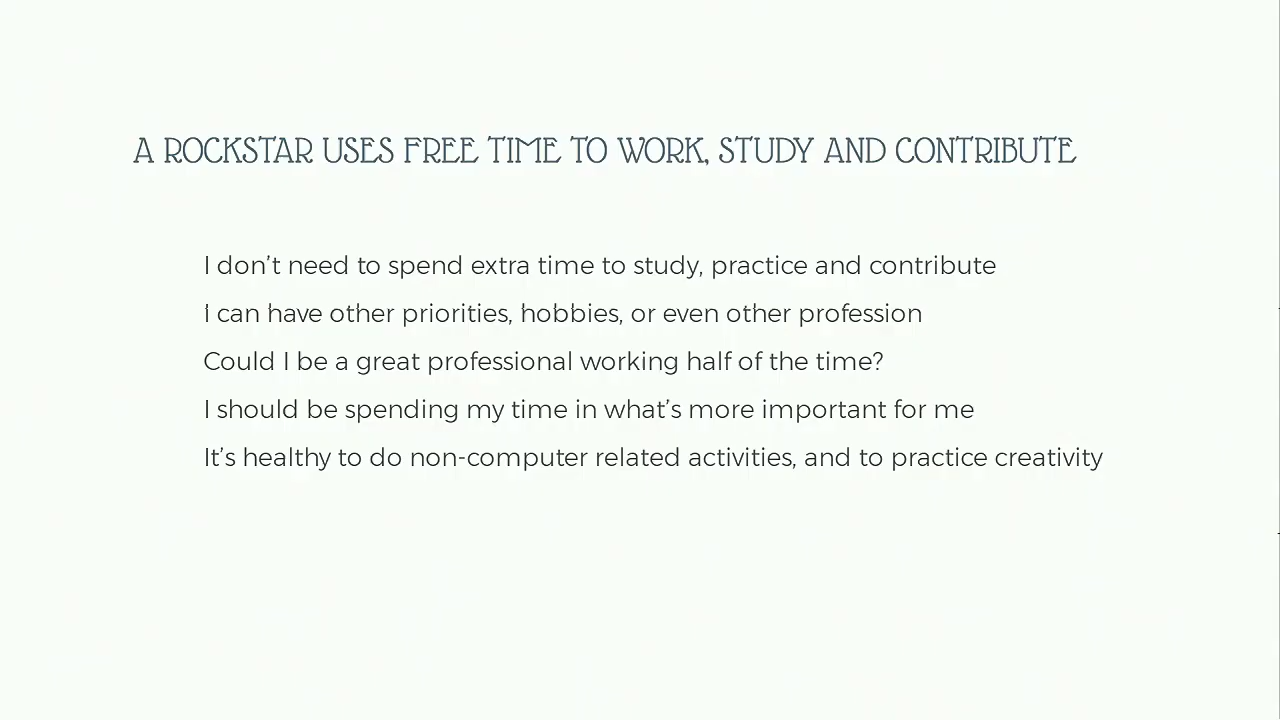 A ROCKSTAR USES FREE TIME TO WORK, STUDY AND CONTRIBUTE
I don't need to spend extra time to study, practice and contribute
I can have other priorities, hobbies, or even other profession
Could I be a great professional working half of the time?
I should be spending my time in what's more important for me
It's healthy to do non-computer related activities, and to practice creativity